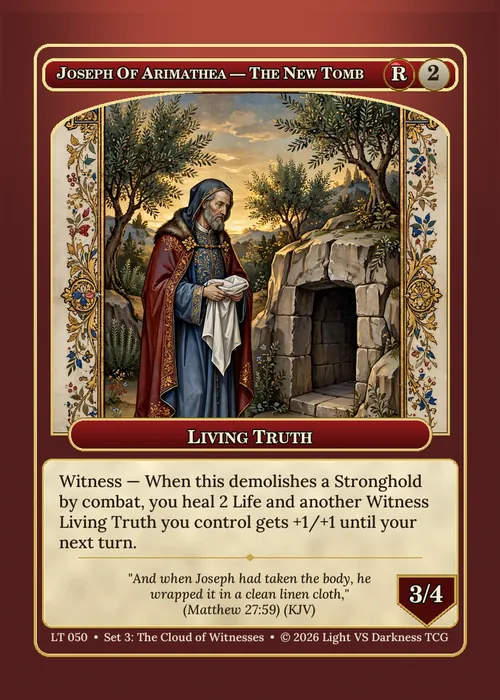 Joseph Of Arimathea — The New Tomb R 2
Living Truth
Witness — When this demolishes a Stronghold
by combat, you heal 2 Life and another Witness
Living Truth you control gets +1/+1 until your
next turn.
"And when Joseph had taken the body, he
wrapped it in a clean linen cloth,"
(Matthew 27:59) (KJV)
3/4
LT 050 • Set 3: The Cloud of Witnesses • © 2026 Light VS Darkness TCG